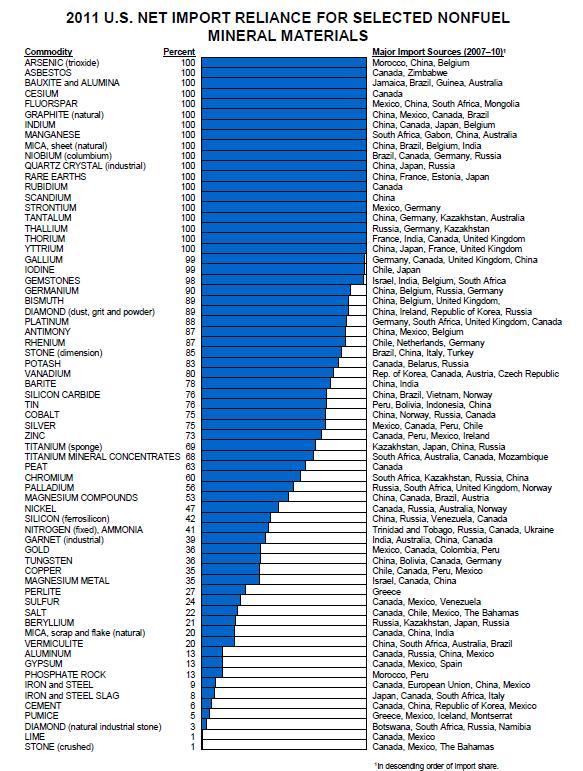 2011 U.S. NET IMPORT RELIANCE FOR SELECTED NONFUEL
MINERAL MATERIALS
Commodity Percent Major Import Sources (2007–10)¹
ARSENIC (trioxide) 100 Morocco, China, Belgium
ASBESTOS 100 Canada, Zimbabwe
BAUXITE and ALUMINA 100 Jamaica, Brazil, Guinea, Australia
CESIUM 100 Canada
FLUORSPAR 100 Mexico, China, South Africa, Mongolia
GRAPHITE (natural) 100 China, Mexico, Canada, Brazil
INDIUM 100 China, Canada, Japan, Belgium
MANGANESE 100 South Africa, Gabon, China, Australia
MICA, sheet (natural) 100 China, Brazil, Belgium, India
NIOBIUM (columbium) 100 Brazil, Canada, Germany, Russia
QUARTZ CRYSTAL (industrial) 100 China, Japan, Russia
RARE EARTHS 100 China, France, Estonia, Japan
RUBIDIUM 100 Canada
SCANDIUM 100 China
STRONTIUM 100 Mexico, Germany
TANTALUM 100 China, Germany, Kazakhstan, Australia
THALLIUM 100 Russia, Germany, Kazakhstan
THORIUM 100 France, India, Canada, United Kingdom
YTTRIUM 100 China, Japan, France, United Kingdom
GALLIUM 99 Germany, Canada, United Kingdom, China
IODINE 99 Chile, Japan
GEMSTONES 98 Israel, India, Belgium, South Africa
GERMANIUM 90 China, Belgium, Russia, Germany
BISMUTH 89 China, Belgium, United Kingdom,
DIAMOND (dust, grit and powder) 89 China, Ireland, Republic of Korea, Russia
PLATINUM 88 Germany, South Africa, United Kingdom, Canada
ANTIMONY 87 China, Mexico, Belgium
RHENIUM 87 Chile, Netherlands, Germany
STONE (dimension) 85 Brazil, China, Italy, Turkey
POTASH 83 Canada, Belarus, Russia
VANADIUM 80 Rep. of Korea, Canada, Austria, Czech Republic
BARITE 78 China, India
SILICON CARBIDE 76 China, Brazil, Vietnam, Norway
TIN 76 Peru, Bolivia, Indonesia, China
COBALT 75 China, Norway, Russia, Canada
SILVER 75 Mexico, Canada, Peru, Chile
ZINC 73 Canada, Peru, Mexico, Ireland
TITANIUM (sponge) 69 Kazakhstan, Japan, China, Russia
TITANIUM MINERAL CONCENTRATES 68 South Africa, Australia, Canada, Mozambique
PEAT 63 Canada
CHROMIUM 60 South Africa, Kazakhstan, Russia, China
PALLADIUM 56 Russia, South Africa, United Kingdom, Norway
MAGNESIUM COMPOUNDS 53 China, Canada, Brazil, Austria
NICKEL 47 Canada, Russia, Australia, Norway
SILICON (ferrosilicon) 42 China, Russia, Venezuela, Canada
NITROGEN (fixed), AMMONIA 41 Trinidad and Tobago, Russia, Canada, Ukraine
GARNET (industrial) 39 India, Australia, China, Canada
GOLD 36 Mexico, Canada, Colombia, Peru
TUNGSTEN 36 China, Bolivia, Canada, Germany
COPPER 35 Chile, Canada, Peru, Mexico
MAGNESIUM METAL 35 Israel, Canada, China
PERLITE 27 Greece
SULFUR 24 Canada, Mexico, Venezuela
SALT 22 Canada, Chile, Mexico, The Bahamas
BERYLLIUM 21 Russia, Kazakhstan, Japan, Russia
MICA, scrap and flake (natural) 20 Canada, China, India
VERMICULITE 20 China, South Africa, Australia, Brazil
ALUMINUM 13 Canada, Russia, China, Mexico
GYPSUM 13 Canada, Mexico, Spain
PHOSPHATE ROCK 13 Morocco, Peru
IRON and STEEL 9 Canada, European Union, China, Mexico
IRON and STEEL SLAG 8 Japan, Canada, South Africa, Italy
CEMENT 6 Canada, China, Republic of Korea, Mexico
PUMICE 5 Greece, Mexico, Iceland, Montserrat
DIAMOND (natural industrial stone) 3 Botswana, South Africa, Russia, Namibia
LIME 1 Canada, Mexico
STONE (crushed) 1 Canada, Mexico, The Bahamas
¹In descending order of import share.